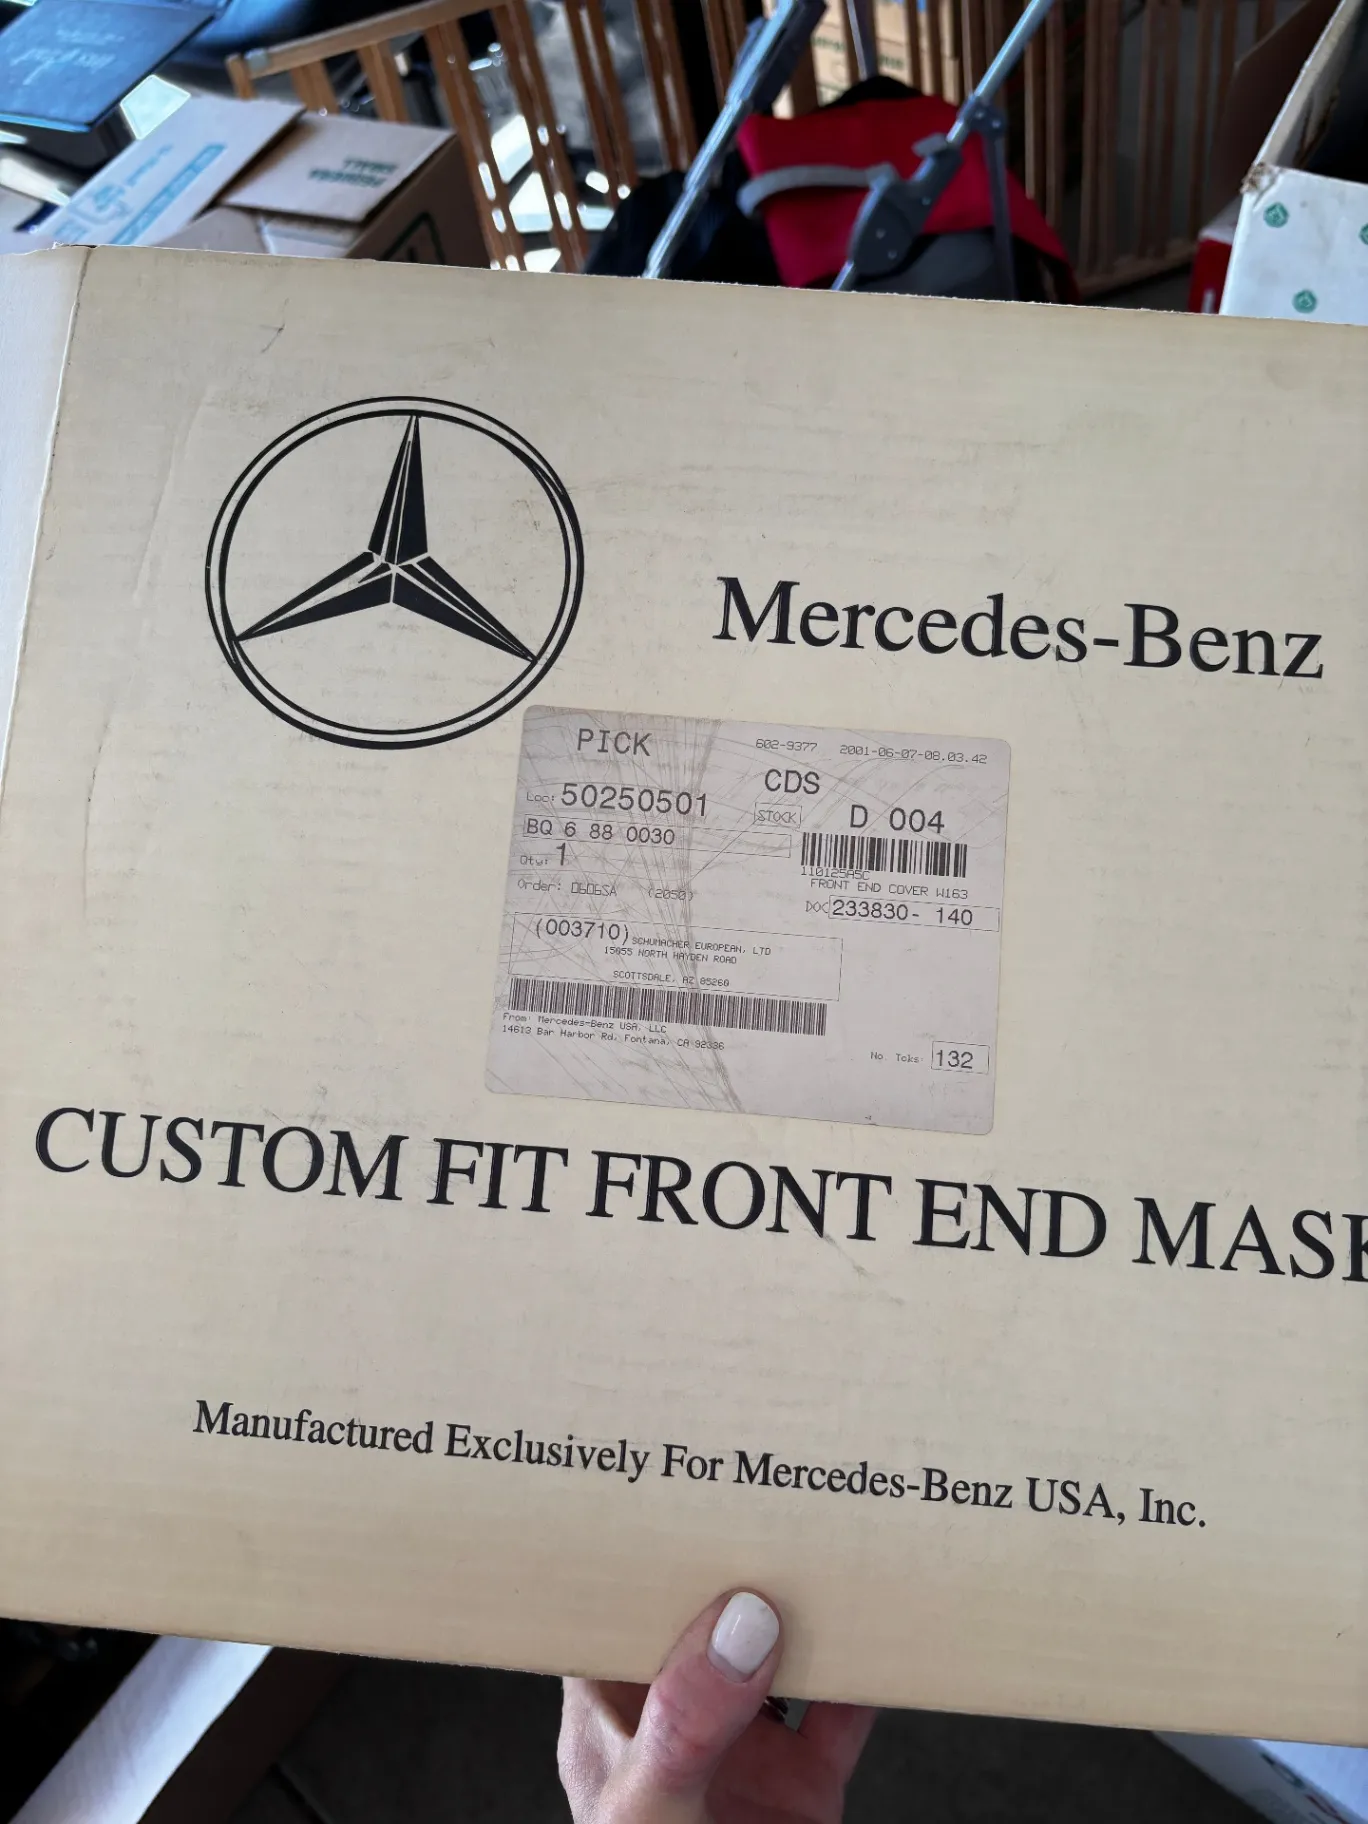 Mercedes-Benz
PICK
602-9377 2001-06-07-08.03.42
CDS
Loc: 50250501
STOCK
D 004
BQ 6 88 0030
Qty: 1
110125A5C
FRONT END COVER W163
Order: 0606SA (2050)
DOC 233830- 140
(003710) SCHUMACHER EUROPEAN, LTD
15055 NORTH HAYDEN ROAD
SCOTTSDALE, AZ 85260
From: Mercedes-Benz USA, LLC
14613 Bar Harbor Rd, Fontana, CA 92336
No. Tcks: 132
CUSTOM FIT FRONT END MASK
Manufactured Exclusively For Mercedes-Benz USA, Inc.